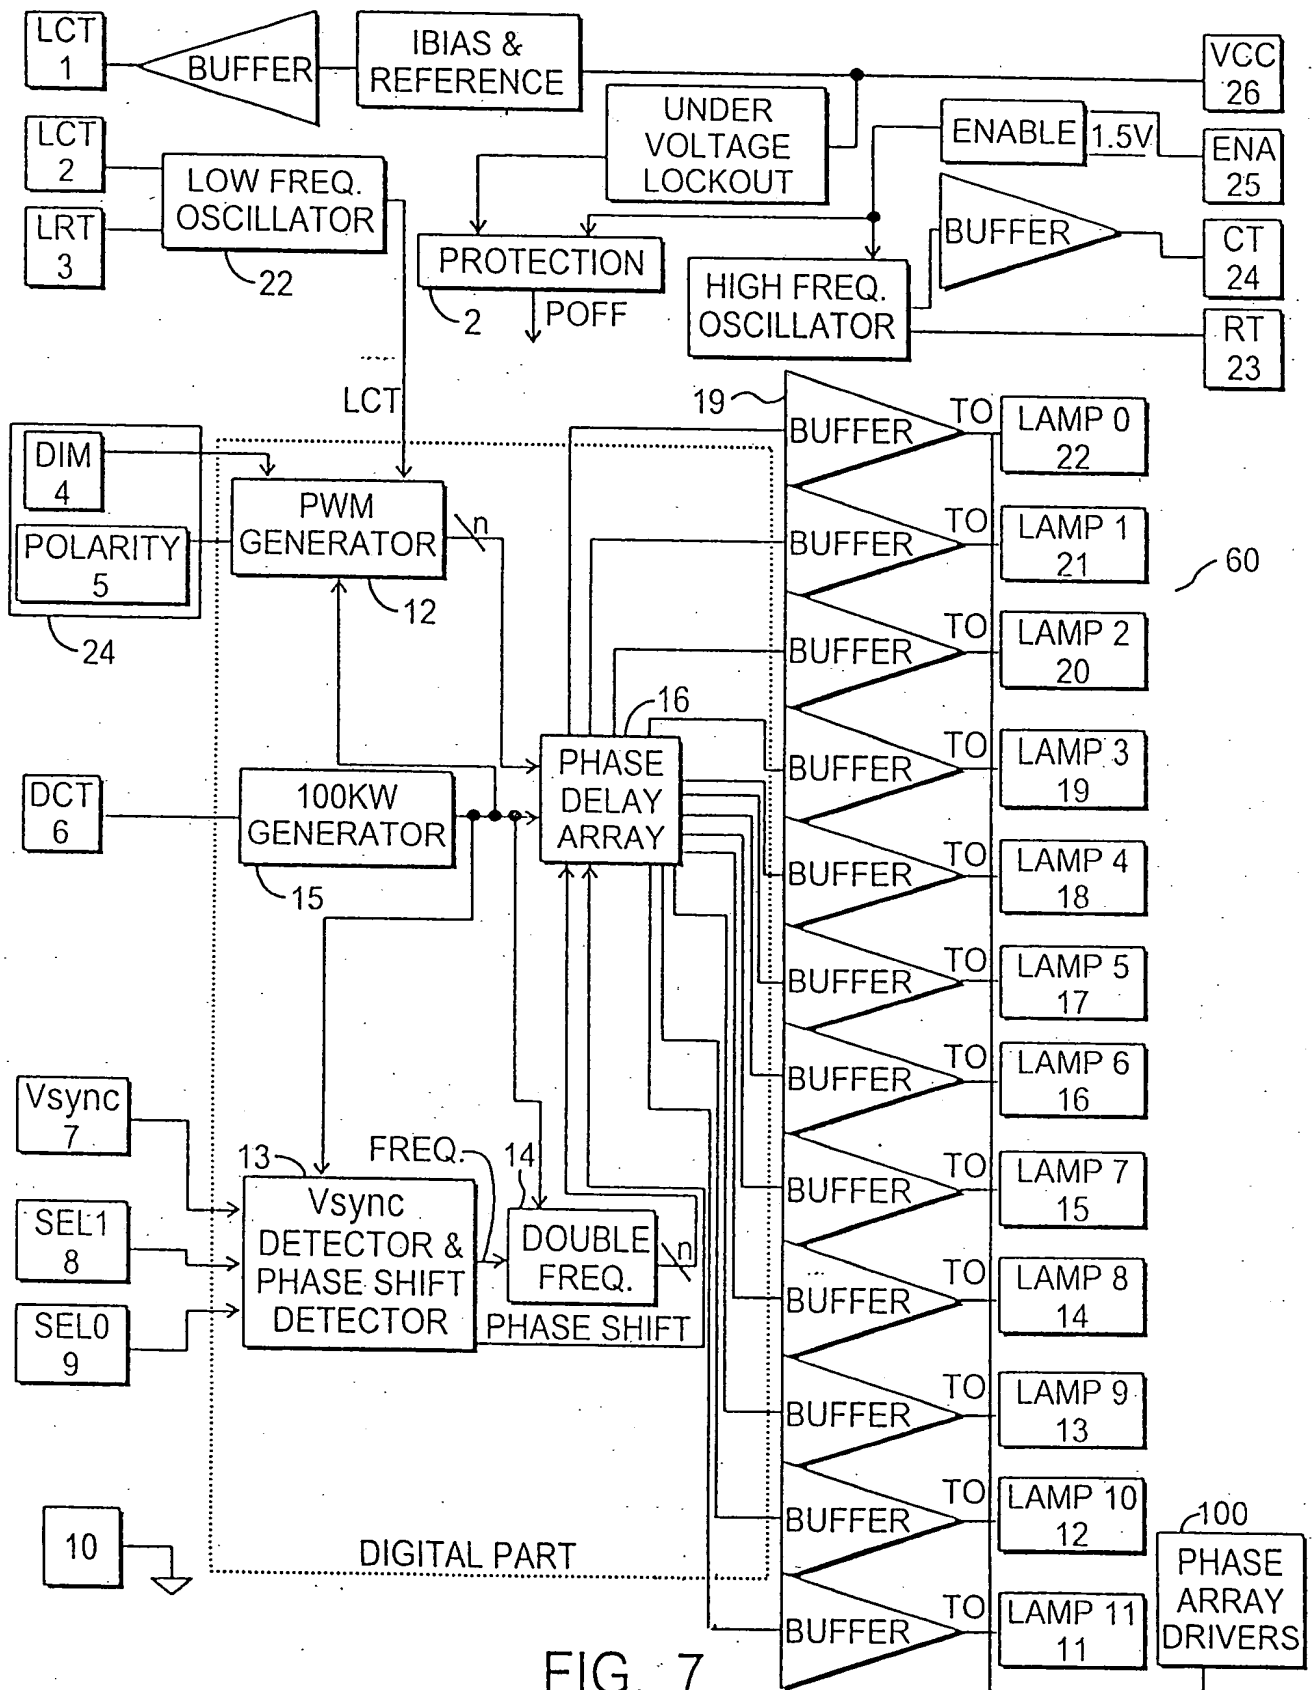 LCT
1
BUFFER
IBIAS &
REFERENCE
VCC
26
UNDER
VOLTAGE
LOCKOUT
ENABLE
1.5V
ENA
25
LCT
2
LOW FREQ.
OSCILLATOR
22
LRT
3
PROTECTION
2
POFF
BUFFER
CT
24
HIGH FREQ.
OSCILLATOR
RT
23
LCT
19
BUFFER
TO
LAMP 0
22
DIM
4
PWM
GENERATOR
12
n
POLARITY
5
24
BUFFER
TO
LAMP 1
21
60
BUFFER
TO
LAMP 2
20
16
PHASE
DELAY
ARRAY
BUFFER
TO
LAMP 3
19
DCT
6
100KW
GENERATOR
15
BUFFER
TO
LAMP 4
18
BUFFER
TO
LAMP 5
17
BUFFER
TO
LAMP 6
16
Vsync
7
13
FREQ.
14
BUFFER
TO
LAMP 7
15
SEL1
8
Vsync
DETECTOR &
PHASE SHIFT
DETECTOR
DOUBLE
FREQ.
n
PHASE SHIFT
BUFFER
TO
LAMP 8
14
SEL0
9
BUFFER
TO
LAMP 9
13
10
DIGITAL PART
BUFFER
TO
LAMP 10
12
100
PHASE
ARRAY
DRIVERS
BUFFER
TO
LAMP 11
11
FIG. 7